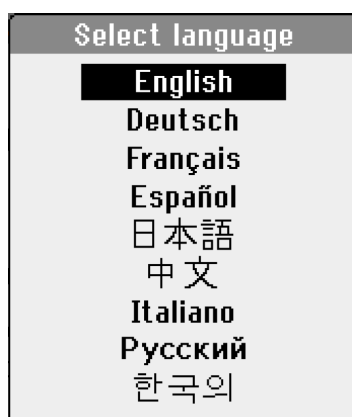 Select language
English
Deutsch
Français
Español
日本語
中文
Italiano
Русский
한국의